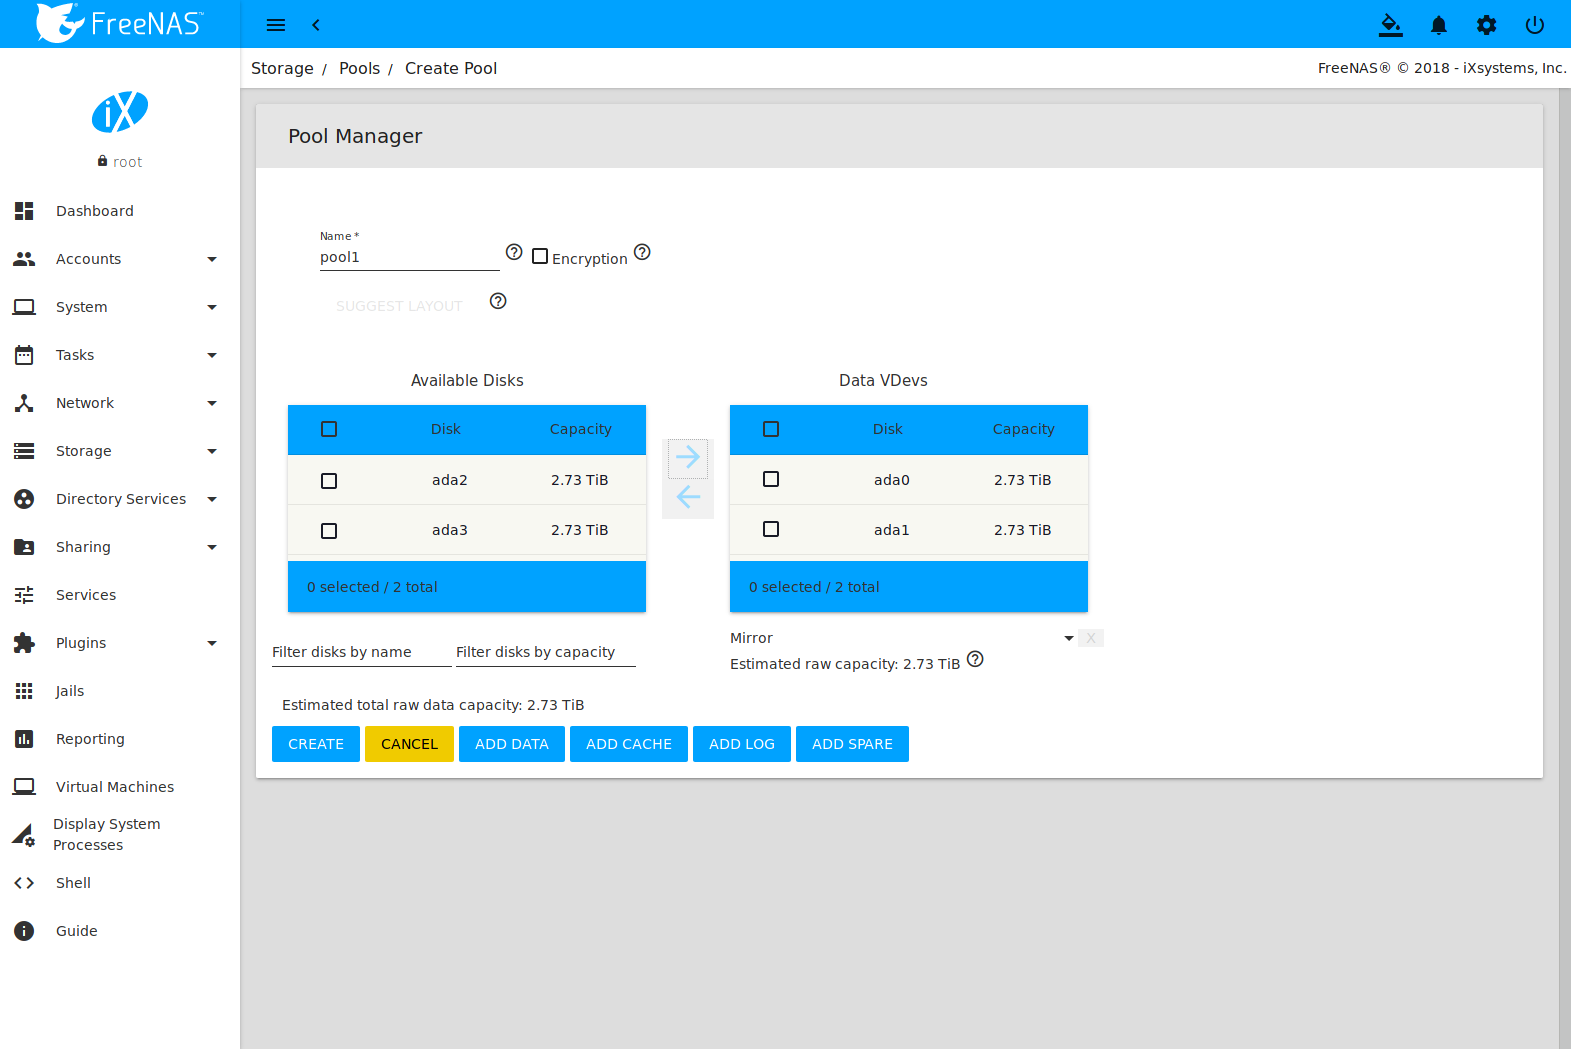 FreeNAS™
Storage / Pools / Create Pool
FreeNAS® © 2018 - iXsystems, Inc.
iX
root
Dashboard
Accounts
System
Tasks
Network
Storage
Directory Services
Sharing
Services
Plugins
Jails
Reporting
Virtual Machines
Display System
Processes
Shell
Guide
Pool Manager
Name *
pool1
Encryption
SUGGEST LAYOUT
Available Disks
Disk Capacity
ada2 2.73 TiB
ada3 2.73 TiB
0 selected / 2 total
Filter disks by name Filter disks by capacity
Data VDevs
Disk Capacity
ada0 2.73 TiB
ada1 2.73 TiB
0 selected / 2 total
Mirror X
Estimated raw capacity: 2.73 TiB
Estimated total raw data capacity: 2.73 TiB
CREATE CANCEL ADD DATA ADD CACHE ADD LOG ADD SPARE